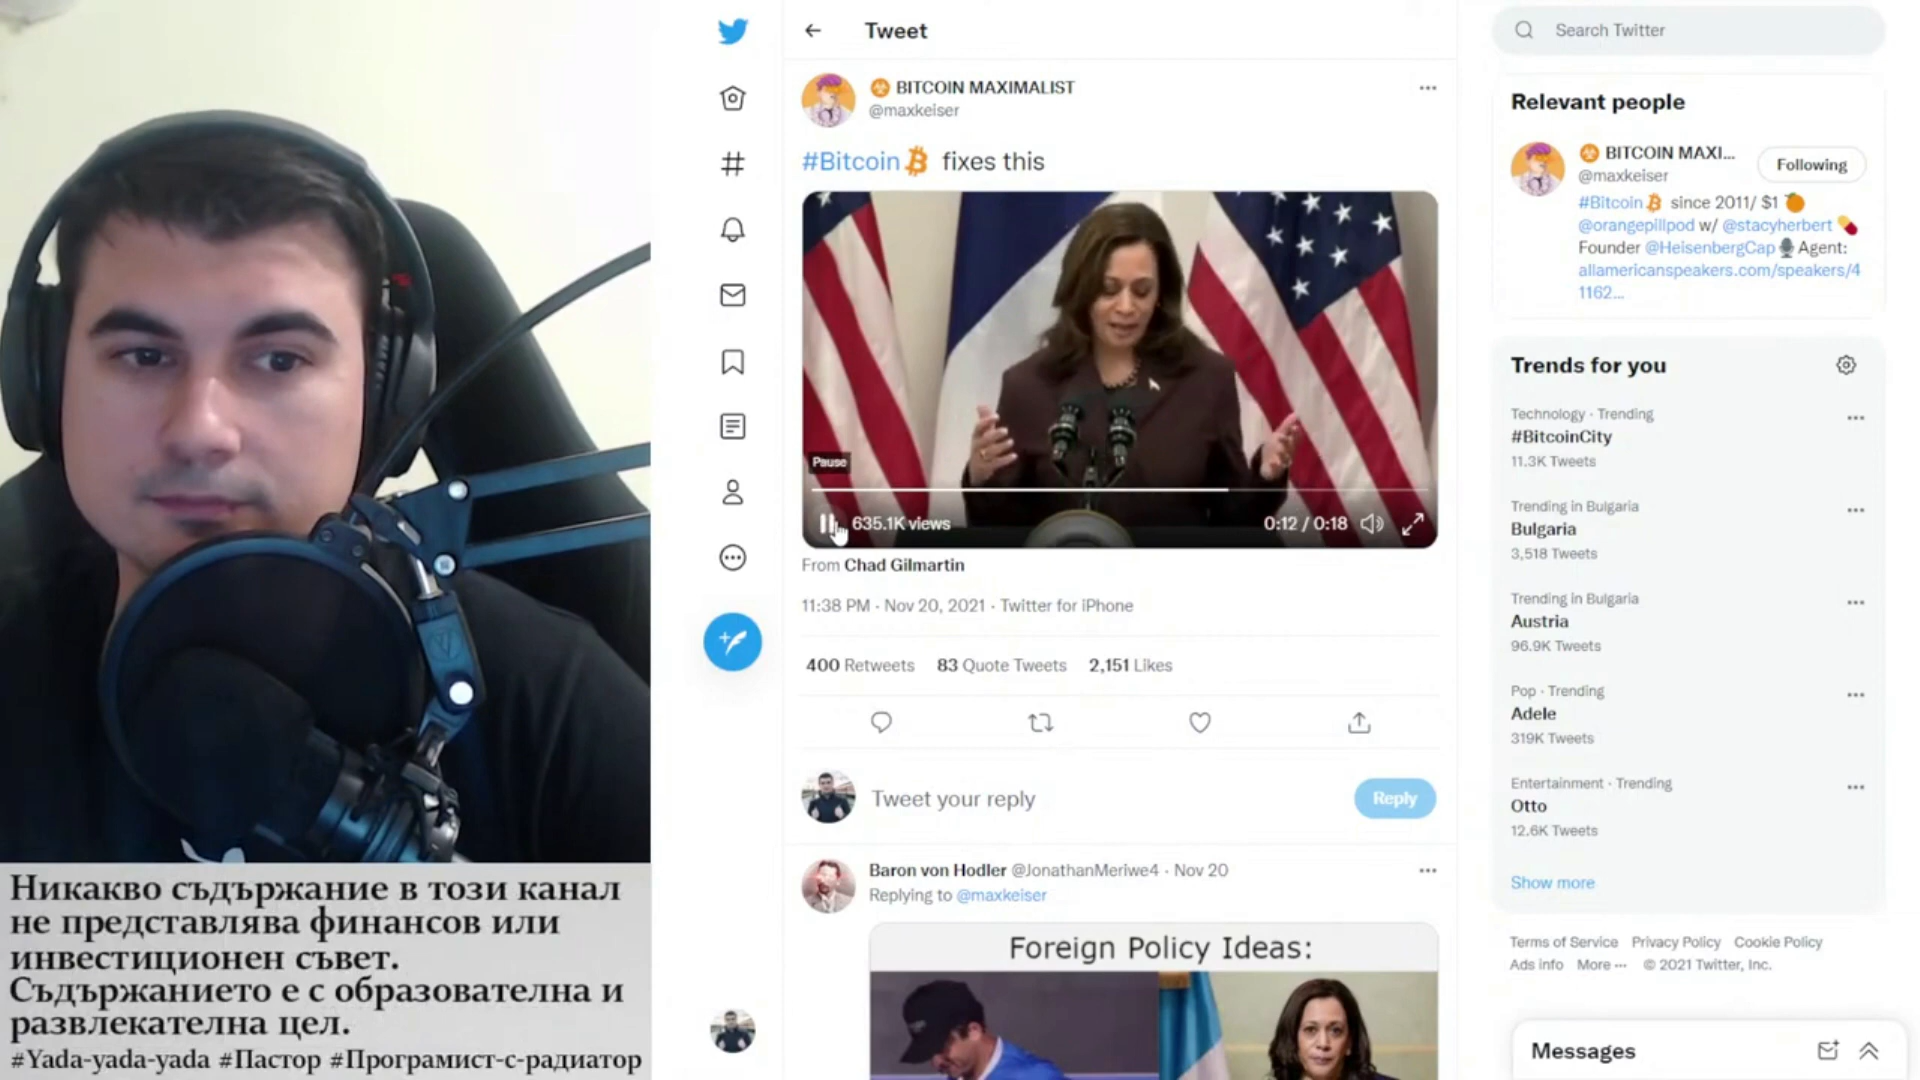 Tweet
BITCOIN MAXIMALIST
@maxkeiser
#Bitcoin fixes this
Pause
635.1K views
0:12 / 0:18
From Chad Gilmartin
11:38 PM · Nov 20, 2021 · Twitter for iPhone
400 Retweets 83 Quote Tweets 2,151 Likes
Tweet your reply
Reply
Baron von Hodler @JonathanMeriwe4 · Nov 20
Replying to @maxkeiser
Foreign Policy Ideas:
Search Twitter
Relevant people
BITCOIN MAXI...
@maxkeiser
Following
#Bitcoin since 2011/ $1
@orangepillpod w/ @stacyherbert
Founder @HeisenbergCap Agent:
allamericanspeakers.com/speakers/4
1162...
Trends for you
Technology · Trending
#BitcoinCity
11.3K Tweets
Trending in Bulgaria
Bulgaria
3,518 Tweets
Trending in Bulgaria
Austria
96.9K Tweets
Pop · Trending
Adele
319K Tweets
Entertainment · Trending
Otto
12.6K Tweets
Show more
Terms of Service Privacy Policy Cookie Policy
Ads info More ··· © 2021 Twitter, Inc.
Messages
Никакво съдържание в този канал
не представлява финансов или
инвестиционен съвет.
Съдържанието е с образователна и
развлекателна цел.
#Yada-yada-yada #Пастор #Програмист-с-радиатор